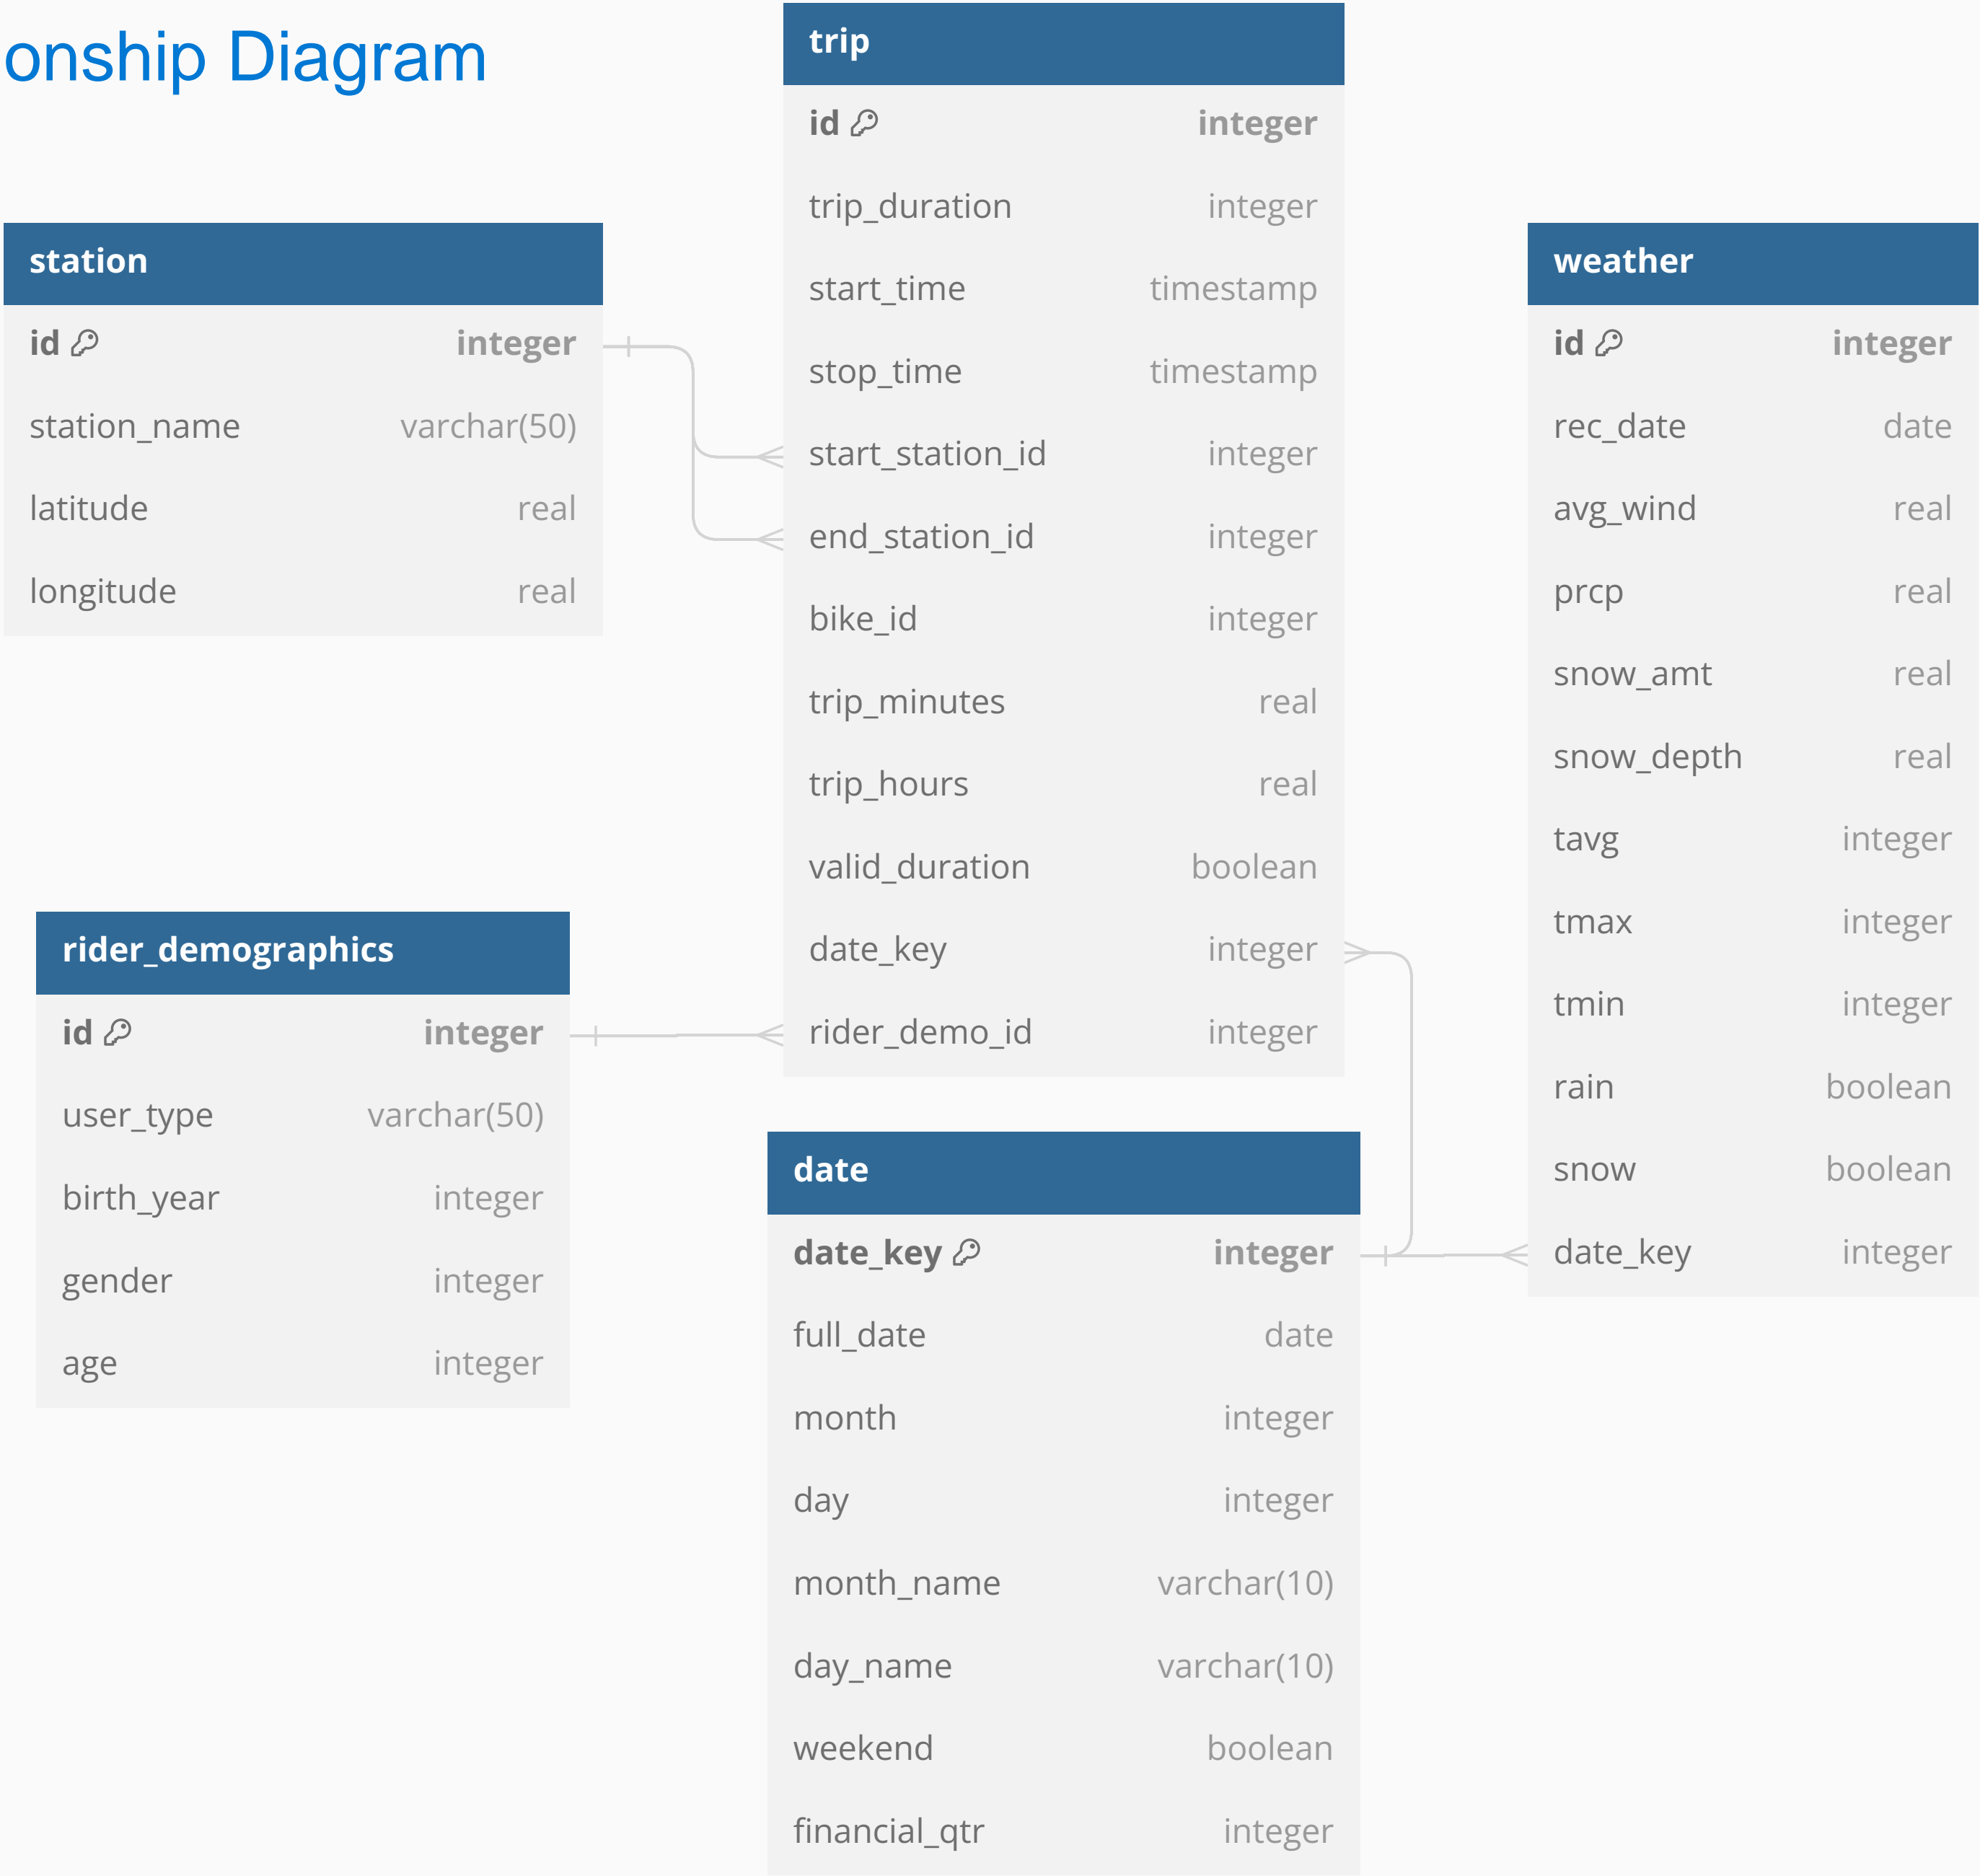 onship Diagram
trip
id integer
trip_duration integer
start_time timestamp
stop_time timestamp
start_station_id integer
end_station_id integer
bike_id integer
trip_minutes real
trip_hours real
valid_duration boolean
date_key integer
rider_demo_id integer
station
id integer
station_name varchar(50)
latitude real
longitude real
weather
id integer
rec_date date
avg_wind real
prcp real
snow_amt real
snow_depth real
tavg integer
tmax integer
tmin integer
rain boolean
snow boolean
date_key integer
rider_demographics
id integer
user_type varchar(50)
birth_year integer
gender integer
age integer
date
date_key integer
full_date date
month integer
day integer
month_name varchar(10)
day_name varchar(10)
weekend boolean
financial_qtr integer